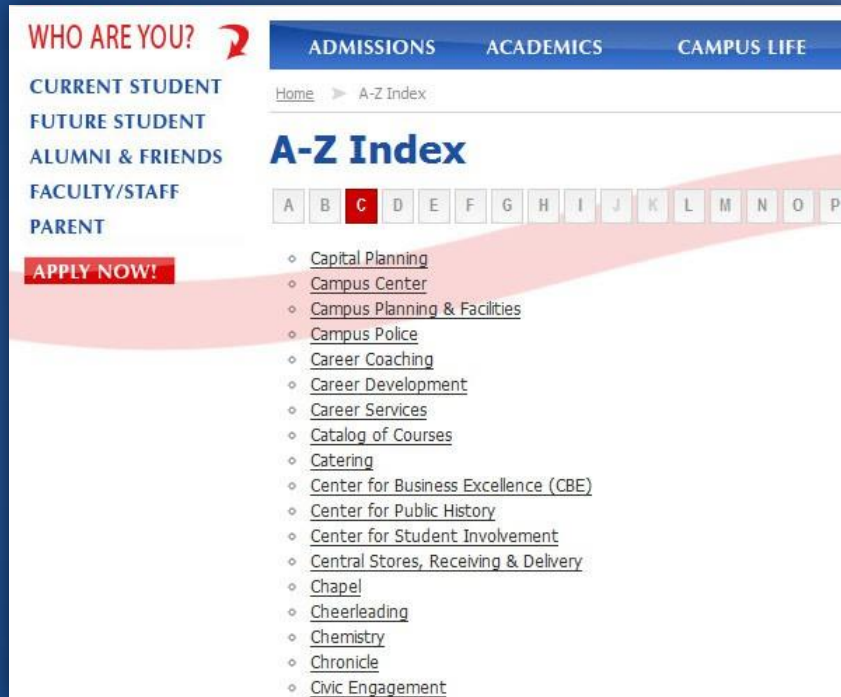 WHO ARE YOU?
CURRENT STUDENT
FUTURE STUDENT
ALUMNI & FRIENDS
FACULTY/STAFF
PARENT
APPLY NOW!
ADMISSIONS ACADEMICS CAMPUS LIFE
Home > A-Z Index
A-Z Index
A B C D E F G H I J K L M N O P
Capital Planning
Campus Center
Campus Planning & Facilities
Campus Police
Career Coaching
Career Development
Career Services
Catalog of Courses
Catering
Center for Business Excellence (CBE)
Center for Public History
Center for Student Involvement
Central Stores, Receiving & Delivery
Chapel
Cheerleading
Chemistry
Chronicle
Civic Engagement